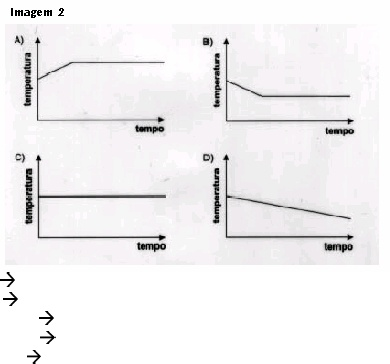 Imagem 2
A)
temperatura
tempo
B)
temperatura
tempo
C)
temperatura
tempo
D)
temperatura
tempo
→
→
→
→
→